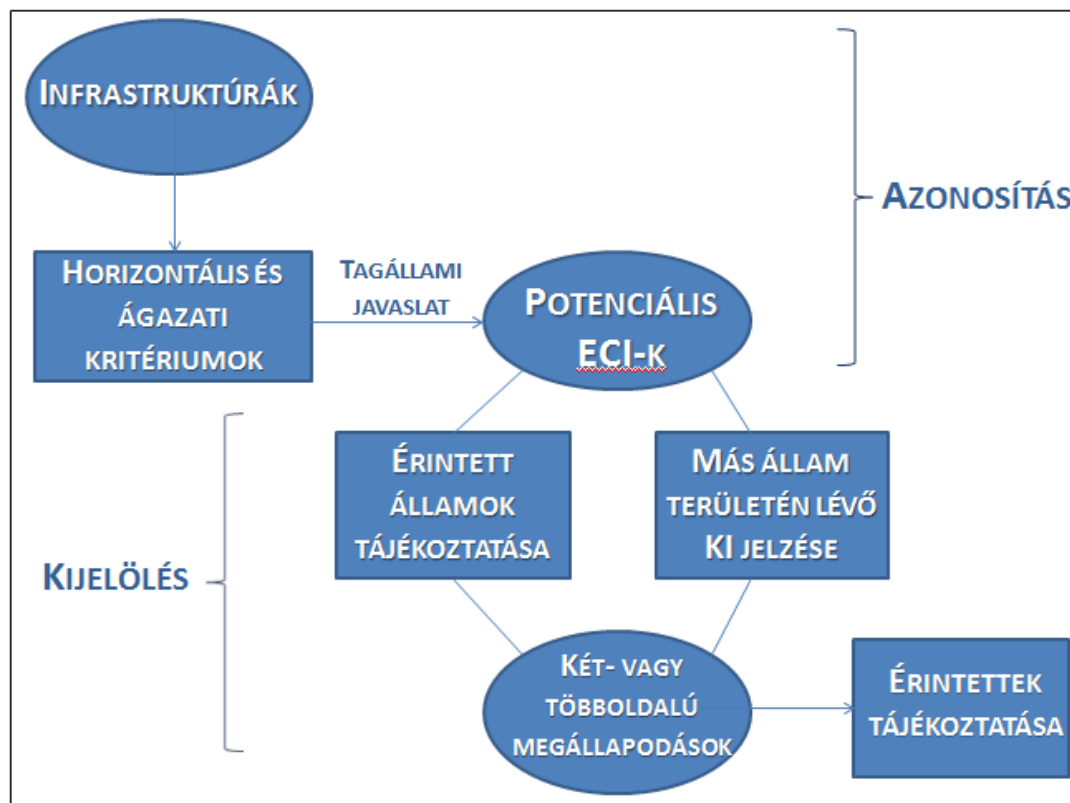 INFRASTRUKTÚRÁK
AZONOSÍTÁS
HORIZONTÁLIS ÉS
ÁGAZATI
KRITÉRIUMOK
TAGÁLLAMI
JAVASLAT
POTENCIÁLIS
ECI-K
ÉRINTETT
ÁLLAMOK
TÁJÉKOZTATÁSA
MÁS ÁLLAM
TERÜLETÉN LÉVŐ
KI JELZÉSE
KIJELÖLÉS
KÉT- VAGY
TÖBBOLDALÚ
MEGÁLLAPODÁSOK
ÉRINTETTEK
TÁJÉKOZTATÁSA